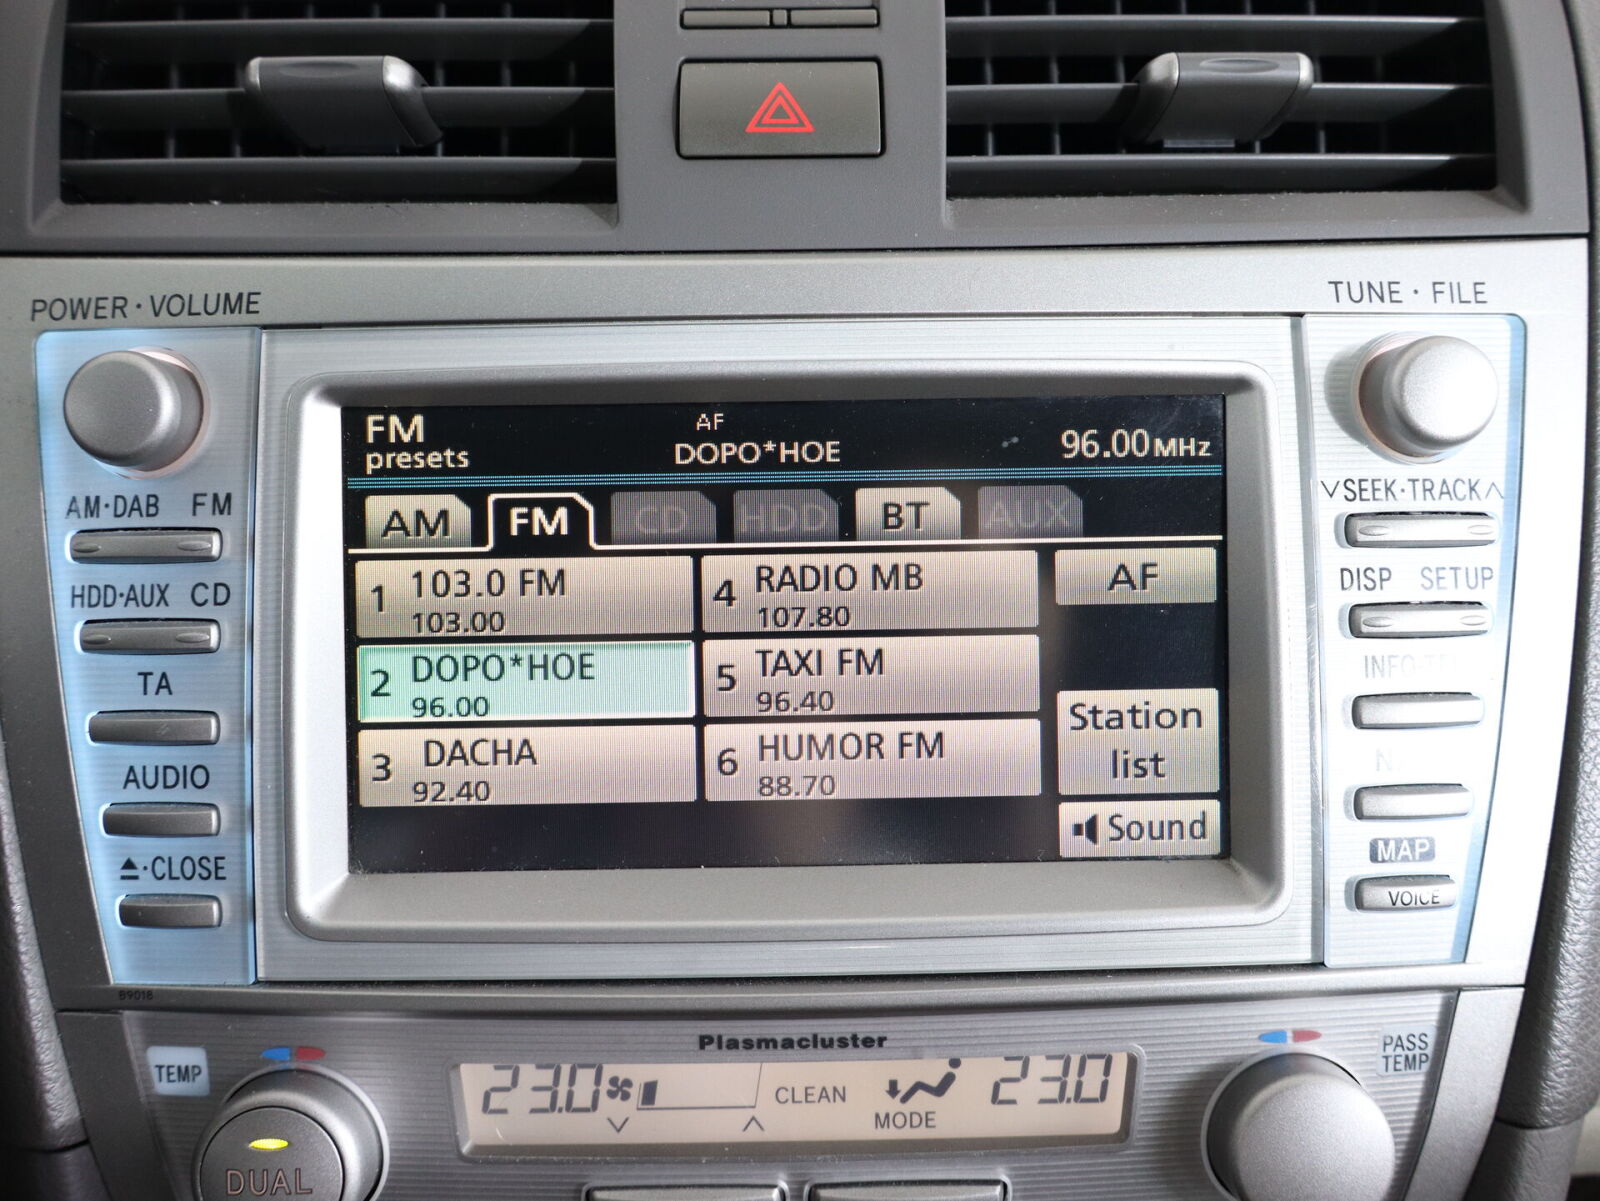 POWER · VOLUME
TUNE · FILE
FM
presets
AF
DOPO*HOE
96.00MHz
AM·DAB FM
SEEK·TRACK
AM
FM
CD
HDD
BT
AUX
1 103.0 FM
103.00
4 RADIO MB
107.80
AF
HDD·AUX CD
DISP SETUP
2 DOPO*HOE
96.00
5 TAXI FM
96.40
TA
Station
list
3 DACHA
92.40
6 HUMOR FM
88.70
AUDIO
Sound
MAP
·CLOSE
VOICE
B9018
Plasmacluster
TEMP
PASS
TEMP
23.0
CLEAN
23.0
MODE
DUAL